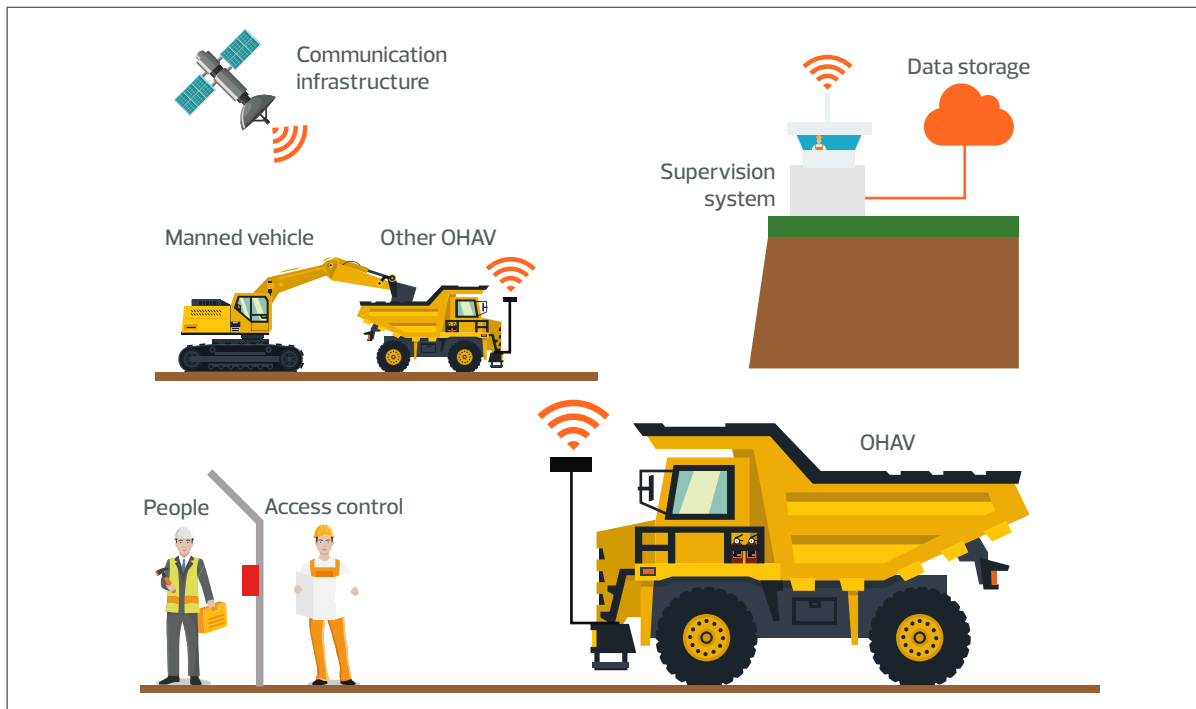 Communication
infrastructure
Data storage
Supervision
system
Manned vehicle
Other OHAV
OHAV
People
Access control